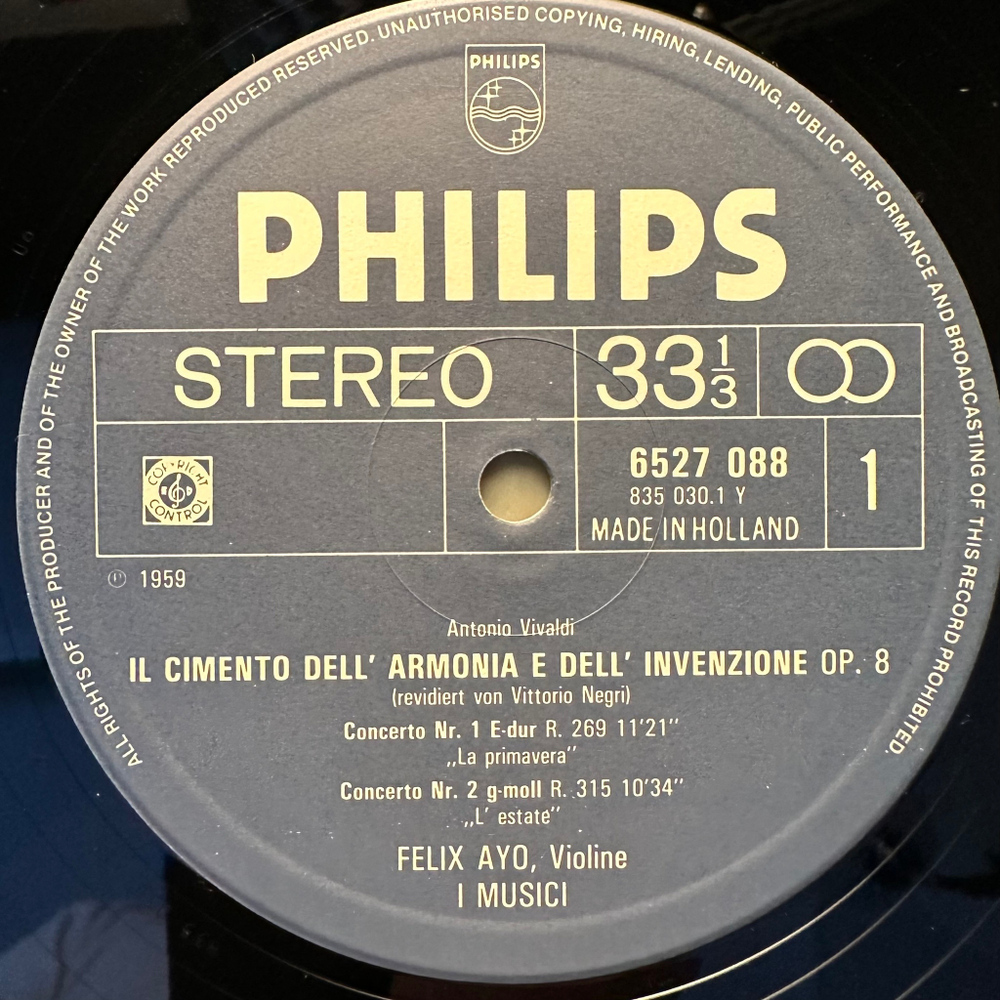 ALL RIGHTS OF THE PRODUCER AND OF THE OWNER OF THE WORK REPRODUCED RESERVED. UNAUTHORISED COPYING, HIRING, LENDING, PUBLIC PERFORMANCE AND BROADCASTING OF THIS RECORD PROHIBITED.
PHILIPS
PHILIPS
STEREO
33 1/3
COPYRIGHT
CONTROL
6527 088
835 030.1 Y
MADE IN HOLLAND
1
℗ 1959
Antonio Vivaldi
IL CIMENTO DELL' ARMONIA E DELL' INVENZIONE OP. 8
(revidiert von Vittorio Negri)
Concerto Nr. 1 E-dur R. 269 11'21''
„La primavera''
Concerto Nr. 2 g-moll R. 315 10'34''
„L' estate''
FELIX AYO, Violine
I MUSICI